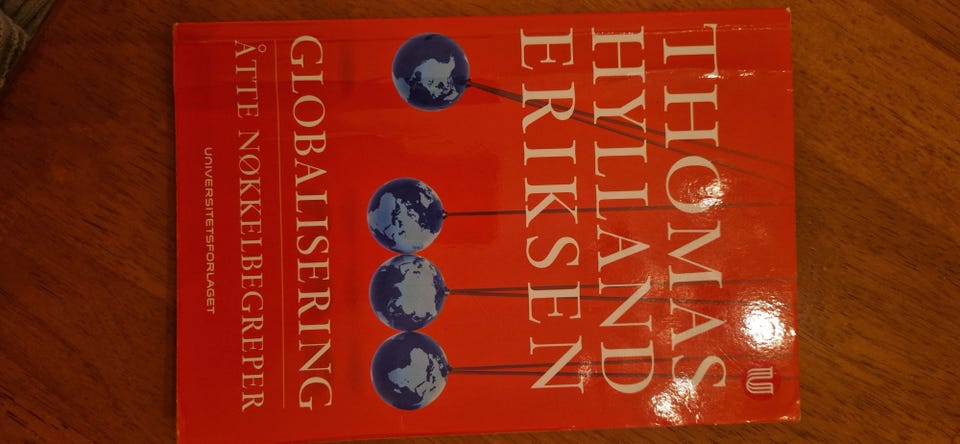 THOMAS
HYLLAND
ERIKSEN
GLOBALISERING
ÅTTE NØKKELBEGREPER
UNIVERSITETSFORLAGET